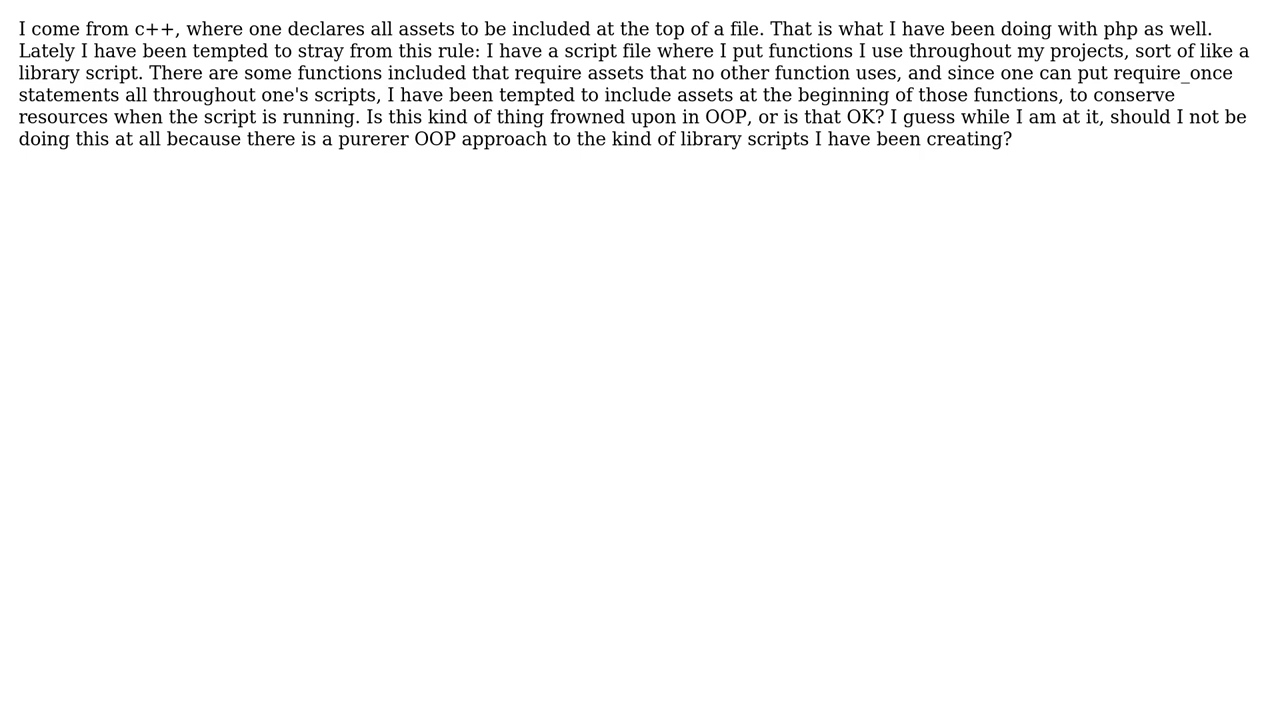 I come from c++, where one declares all assets to be included at the top of a file. That is what I have been doing with php as well.
Lately I have been tempted to stray from this rule: I have a script file where I put functions I use throughout my projects, sort of like a
library script. There are some functions included that require assets that no other function uses, and since one can put require_once
statements all throughout one's scripts, I have been tempted to include assets at the beginning of those functions, to conserve
resources when the script is running. Is this kind of thing frowned upon in OOP, or is that OK? I guess while I am at it, should I not be
doing this at all because there is a purerer OOP approach to the kind of library scripts I have been creating?